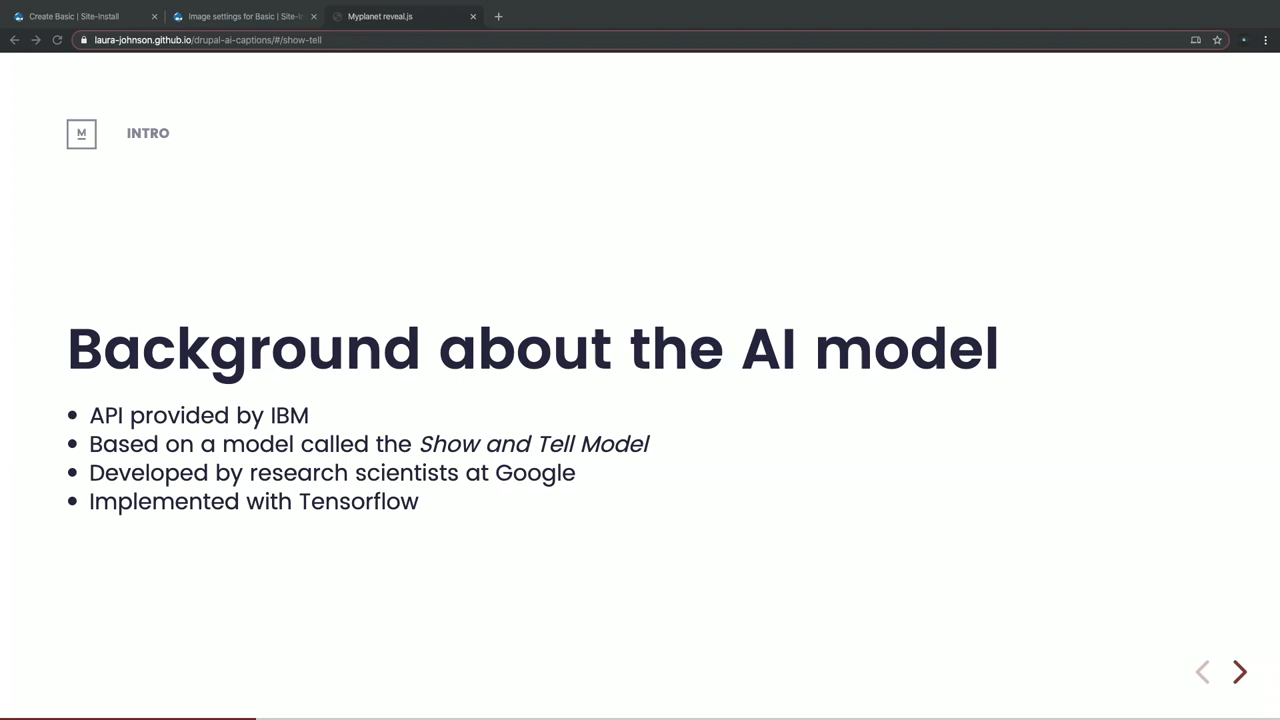 Create Basic | Site-Install
Image settings for Basic | Site-In
Myplanet reveal.js
laura-johnson.github.io/drupal-ai-captions/#/show-tell
M
INTRO
Background about the AI model
• API provided by IBM
• Based on a model called the Show and Tell Model
• Developed by research scientists at Google
• Implemented with Tensorflow